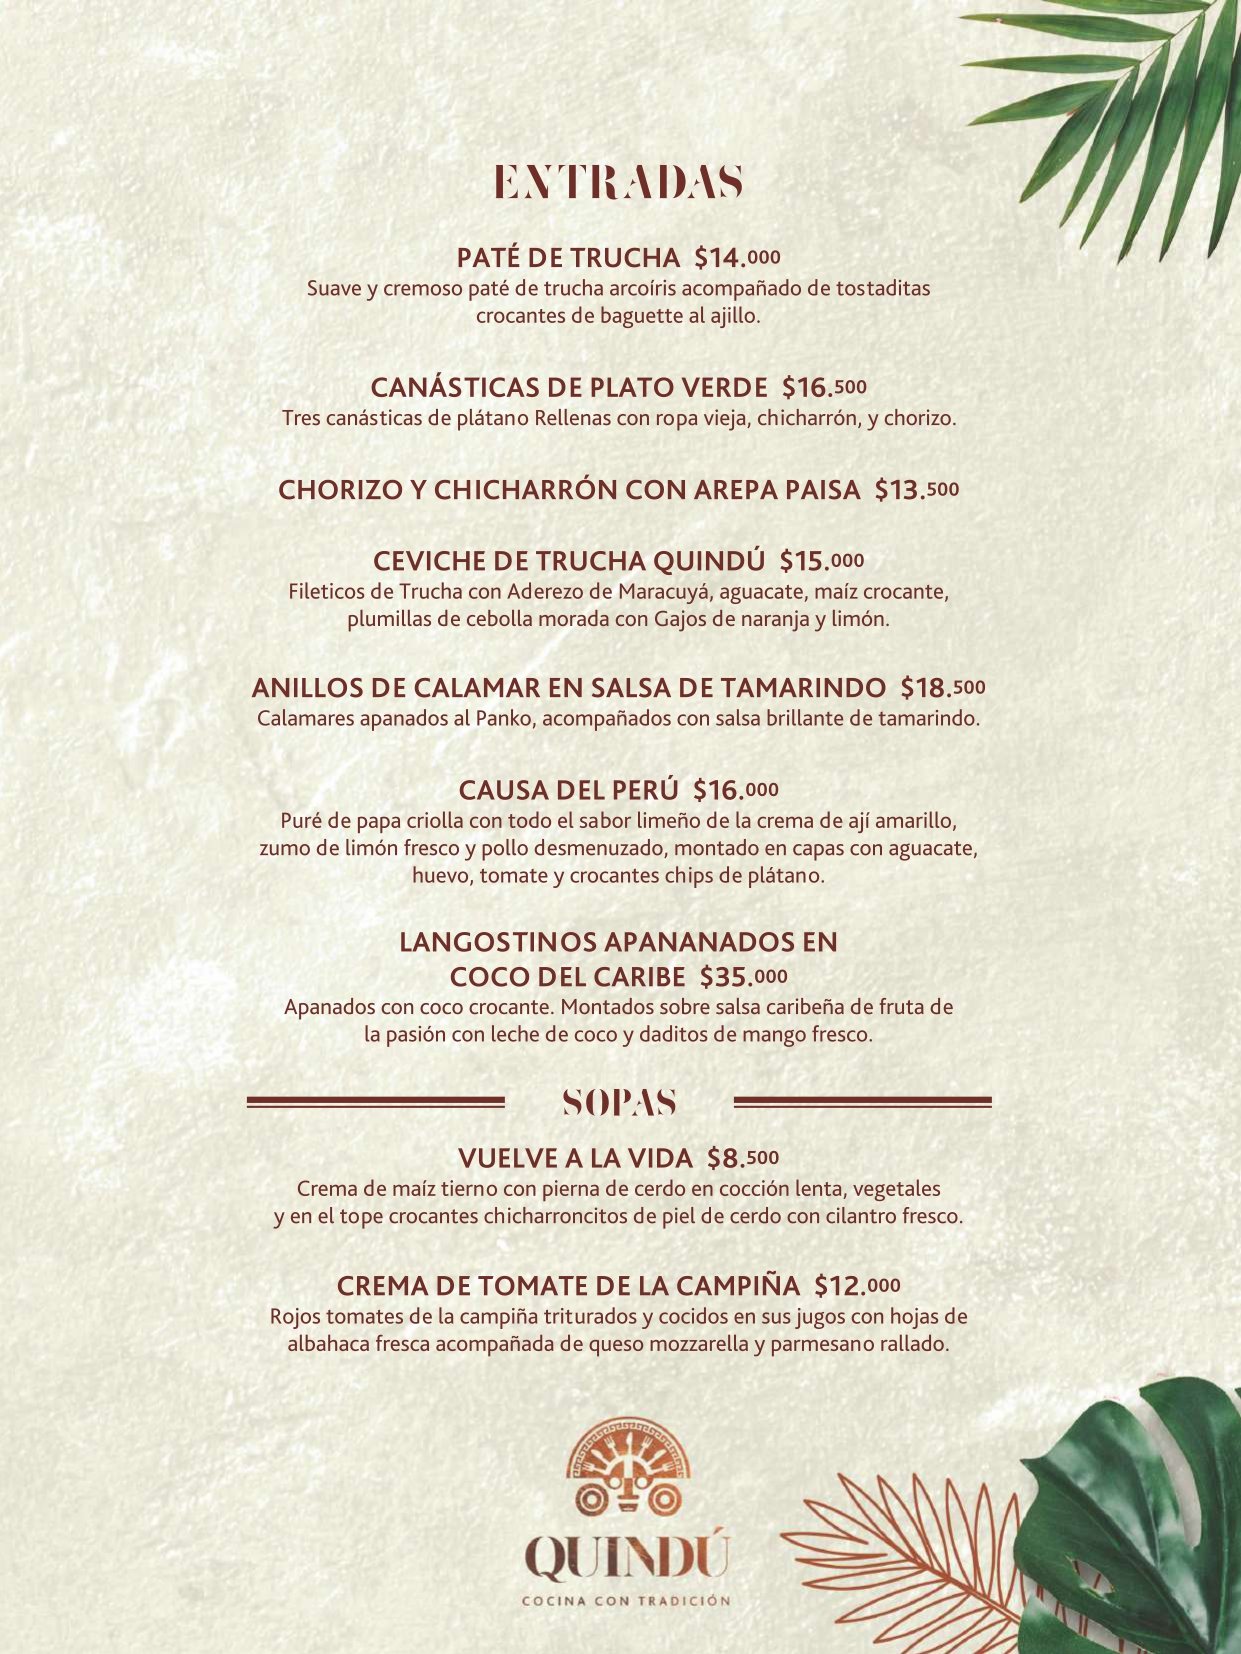 ENTRADAS
PATÉ DE TRUCHA $14.000
Suave y cremoso paté de trucha arcoíris acompañado de tostaditas
crocantes de baguette al ajillo.
CANÁSTICAS DE PLATO VERDE $16.500
Tres canásticas de plátano Rellenas con ropa vieja, chicharrón, y chorizo.
CHORIZO Y CHICHARRÓN CON AREPA PAISA $13.500
CEVICHE DE TRUCHA QUINDÚ $15.000
Fileticos de Trucha con Aderezo de Maracuyá, aguacate, maíz crocante,
plumillas de cebolla morada con Gajos de naranja y limón.
ANILLOS DE CALAMAR EN SALSA DE TAMARINDO $18.500
Calamares apanados al Panko, acompañados con salsa brillante de tamarindo.
CAUSA DEL PERÚ $16.000
Puré de papa criolla con todo el sabor limeño de la crema de ají amarillo,
zumo de limón fresco y pollo desmenuzado, montado en capas con aguacate,
huevo, tomate y crocantes chips de plátano.
LANGOSTINOS APANANADOS EN
COCO DEL CARIBE $35.000
Apanados con coco crocante. Montados sobre salsa caribeña de fruta de
la pasión con leche de coco y daditos de mango fresco.
SOPAS
VUELVE A LA VIDA $8.500
Crema de maíz tierno con pierna de cerdo en cocción lenta, vegetales
y en el tope crocantes chicharroncitos de piel de cerdo con cilantro fresco.
CREMA DE TOMATE DE LA CAMPIÑA $12.000
Rojos tomates de la campiña triturados y cocidos en sus jugos con hojas de
albahaca fresca acompañada de queso mozzarella y parmesano rallado.
QUINDÚ
COCINA CON TRADICIÓN